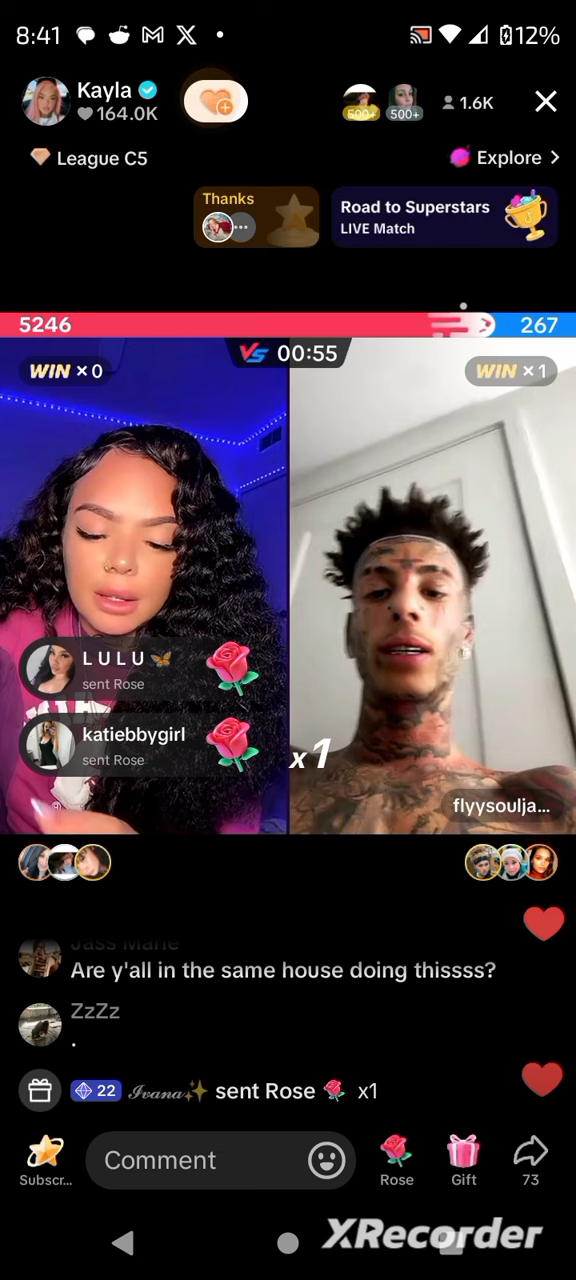 8:41
12%
Kayla
164.0K
500+
500+
1.6K
League C5
Explore
Thanks
Road to Superstars
LIVE Match
5246
267
VS 00:55
WIN ×0
WIN ×1
L U L U
sent Rose
katiebbygirl
sent Rose
x1
flyysoulja...
Jass Marie
Are y'all in the same house doing thissss?
ZzZz
.
22 𝓘𝓿𝓪𝓷𝓪✨ sent Rose 🌹 x1
Subscr...
Comment
Rose
Gift
73
XRecorder